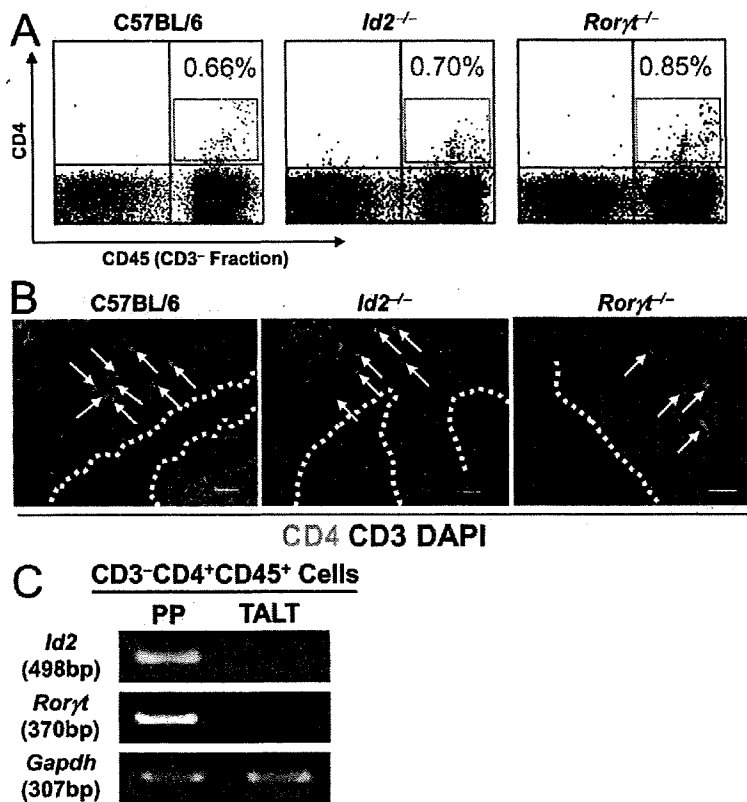 A
C57BL/6 Id2−/− Rorγt−/−
0.66% 0.70% 0.85%
CD4
CD45 (CD3− Fraction)
B
C57BL/6 Id2−/− Rorγt−/−
CD4 CD3 DAPI
C
CD3−CD4+CD45+ Cells
PP TALT
Id2
(498bp)
Rorγt
(370bp)
Gapdh
(307bp)